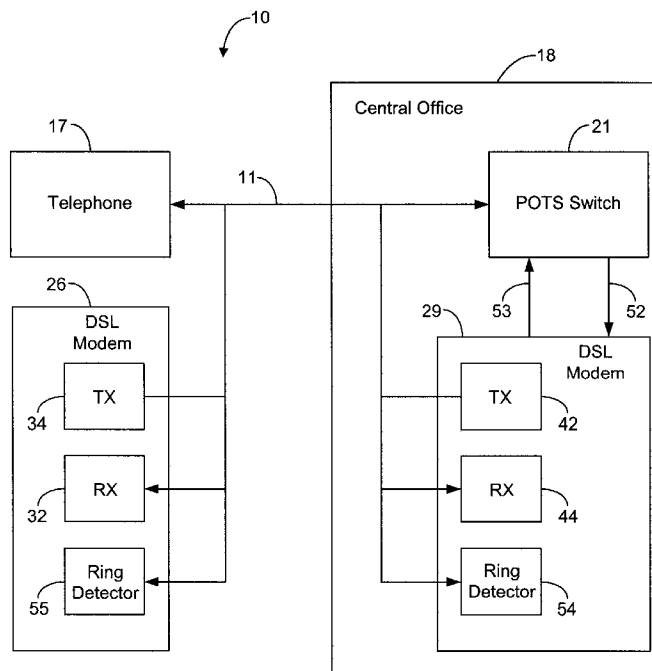 10
18
Central Office
17
Telephone
11
21
POTS Switch
53
52
26
DSL
Modem
TX
34
RX
32
Ring
Detector
55
29
DSL
Modem
TX
42
RX
44
Ring
Detector
54